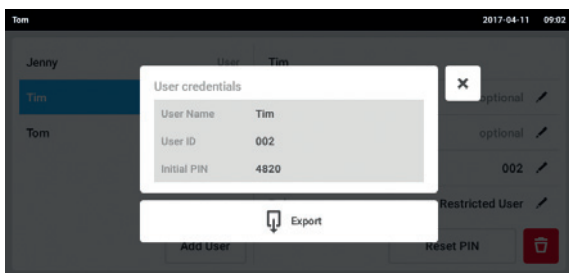 Tom 2017-04-11 09:02
Jenny User Tim
Tim optional
Tom optional
002
Restricted User
Add User Reset PIN
User credentials
User Name Tim
User ID 002
Initial PIN 4820
Export